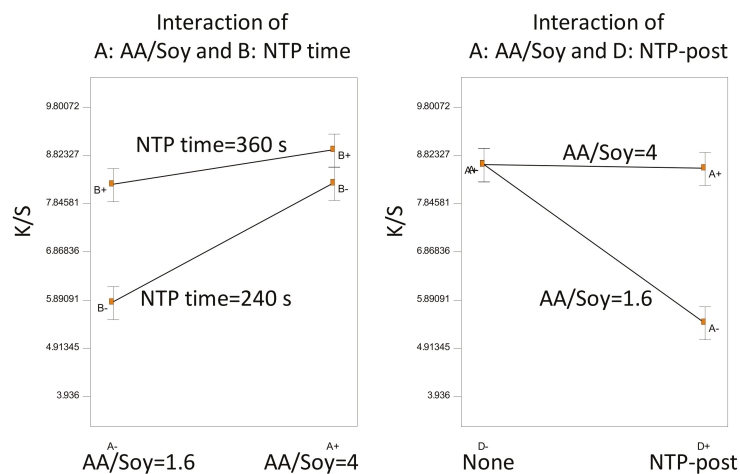 Interaction of
A: AA/Soy and B: NTP time
K/S
9.80072
8.82327
7.84581
6.86836
5.89091
4.91345
3.936
NTP time=360 s
B+
B+
B-
B-
NTP time=240 s
A-
A+
AA/Soy=1.6
AA/Soy=4
Interaction of
A: AA/Soy and D: NTP-post
K/S
9.80072
8.82327
7.84581
6.86836
5.89091
4.91345
3.936
AA/Soy=4
A+
A+
AA/Soy=1.6
A-
D-
D+
None
NTP-post